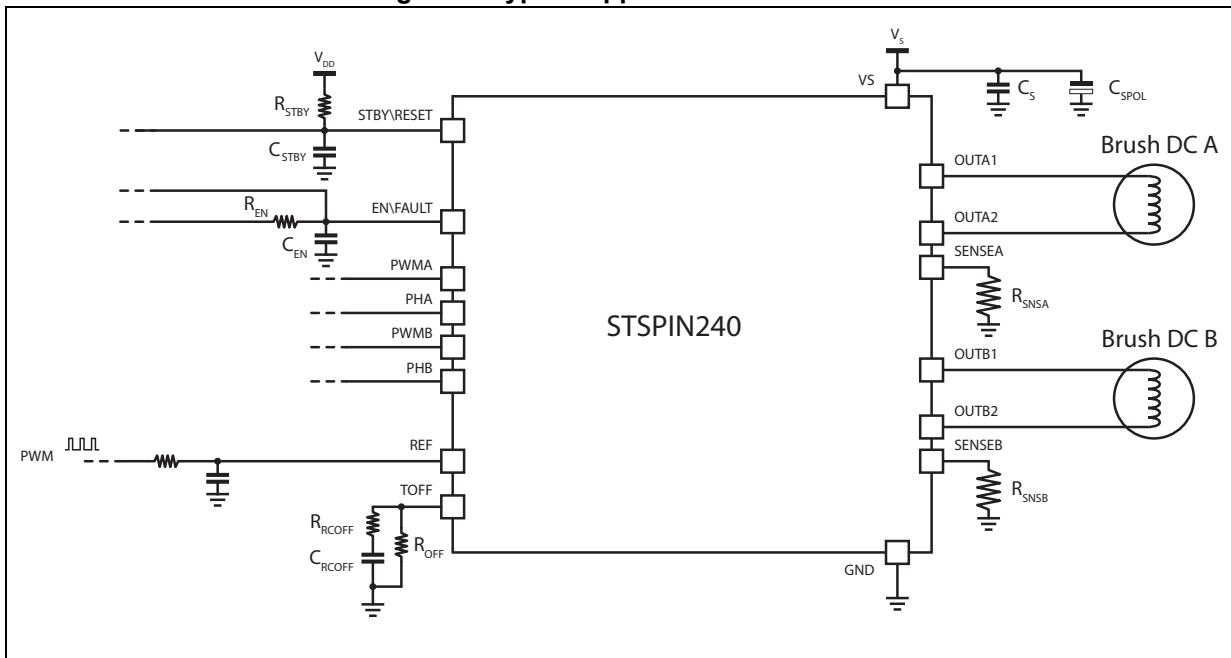 V_S
VS
C_S
C_SPOL
V_DD
R_STBY
STBY\RESET
C_STBY
R_EN
EN\FAULT
C_EN
PWMA
PHA
PWMB
PHB
PWM
REF
TOFF
R_RCOFF
C_RCOFF
R_OFF
STSPIN240
OUTA1
Brush DC A
OUTA2
SENSEA
R_SNSA
OUTB1
Brush DC B
OUTB2
SENSEB
R_SNSB
GND